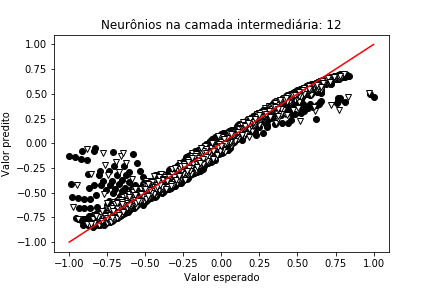 Neurônios na camada intermediária: 12
1.00
0.75
0.50
0.25
0.00
−0.25
−0.50
−0.75
−1.00
Valor predito
−1.00 −0.75 −0.50 −0.25 0.00 0.25 0.50 0.75 1.00
Valor esperado